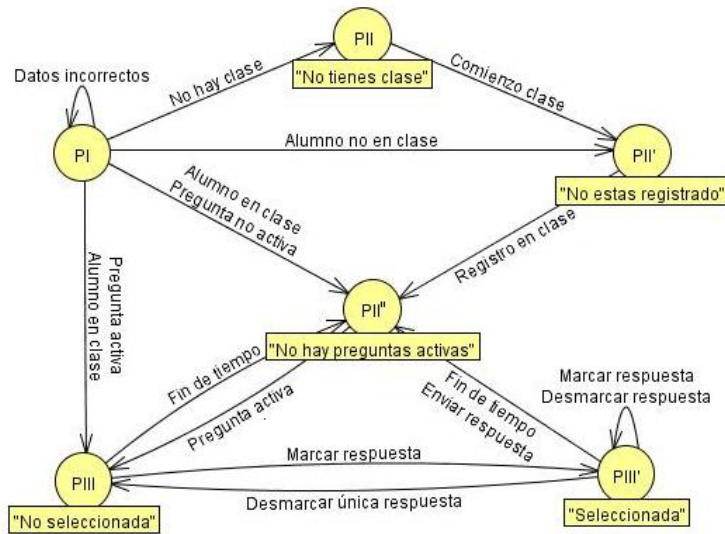 PII
"No tienes clase"
Datos incorrectos
No hay clase
Comienzo clase
PI
Alumno no en clase
PII'
"No estas registrado"
Alumno en clase
Pregunta no activa
Registro en clase
Pregunta activa
Alumno en clase
PII"
"No hay preguntas activas"
Fin de tiempo
Pregunta activa
Fin de tiempo
Enviar respuesta
Marcar respuesta
Desmarcar respuesta
Marcar respuesta
PIII
"No seleccionada"
Desmarcar única respuesta
PIII'
"Seleccionada"